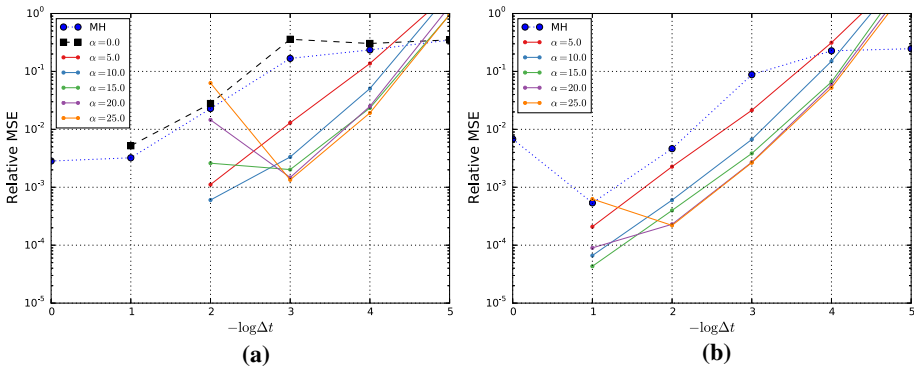 MH
α=0.0
α=5.0
α=10.0
α=15.0
α=20.0
α=25.0
Relative MSE
10⁰
10⁻¹
10⁻²
10⁻³
10⁻⁴
10⁻⁵
0 1 2 3 4 5
−logΔt
(a)
MH
α=5.0
α=10.0
α=15.0
α=20.0
α=25.0
Relative MSE
10⁰
10⁻¹
10⁻²
10⁻³
10⁻⁴
10⁻⁵
0 1 2 3 4 5
−logΔt
(b)